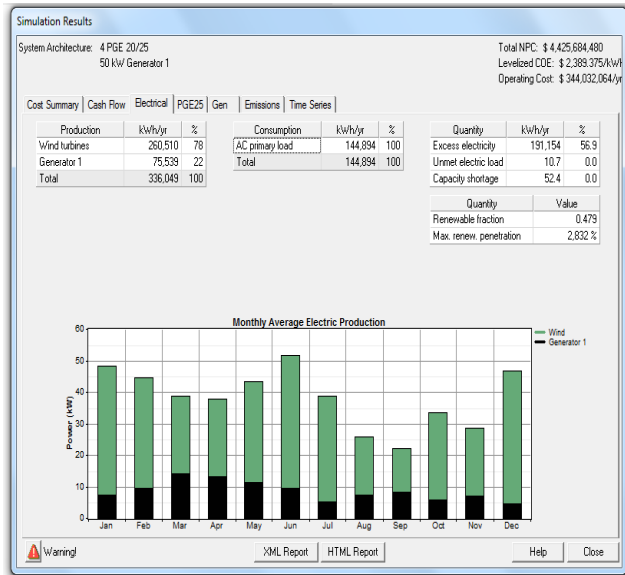 Simulation Results
System Architecture: 4 PGE 20/25
50 kW Generator 1
Total NPC: $ 4,425,684,480
Levelized COE: $ 2,389.375/kWh
Operating Cost: $ 344,032,064/yr
Cost Summary Cash Flow Electrical PGE25 Gen Emissions Time Series
Production kWh/yr %
Wind turbines 260,510 78
Generator 1 75,539 22
Total 336,049 100
Consumption kWh/yr %
AC primary load 144,894 100
Total 144,894 100
Quantity kWh/yr %
Excess electricity 191,154 56.9
Unmet electric load 10.7 0.0
Capacity shortage 52.4 0.0
Quantity Value
Renewable fraction 0.479
Max. renew. penetration 2,832 %
Monthly Average Electric Production
Wind
Generator 1
Power (kW)
60
50
40
30
20
10
0
Jan Feb Mar Apr May Jun Jul Aug Sep Oct Nov Dec
Warning! XML Report HTML Report Help Close